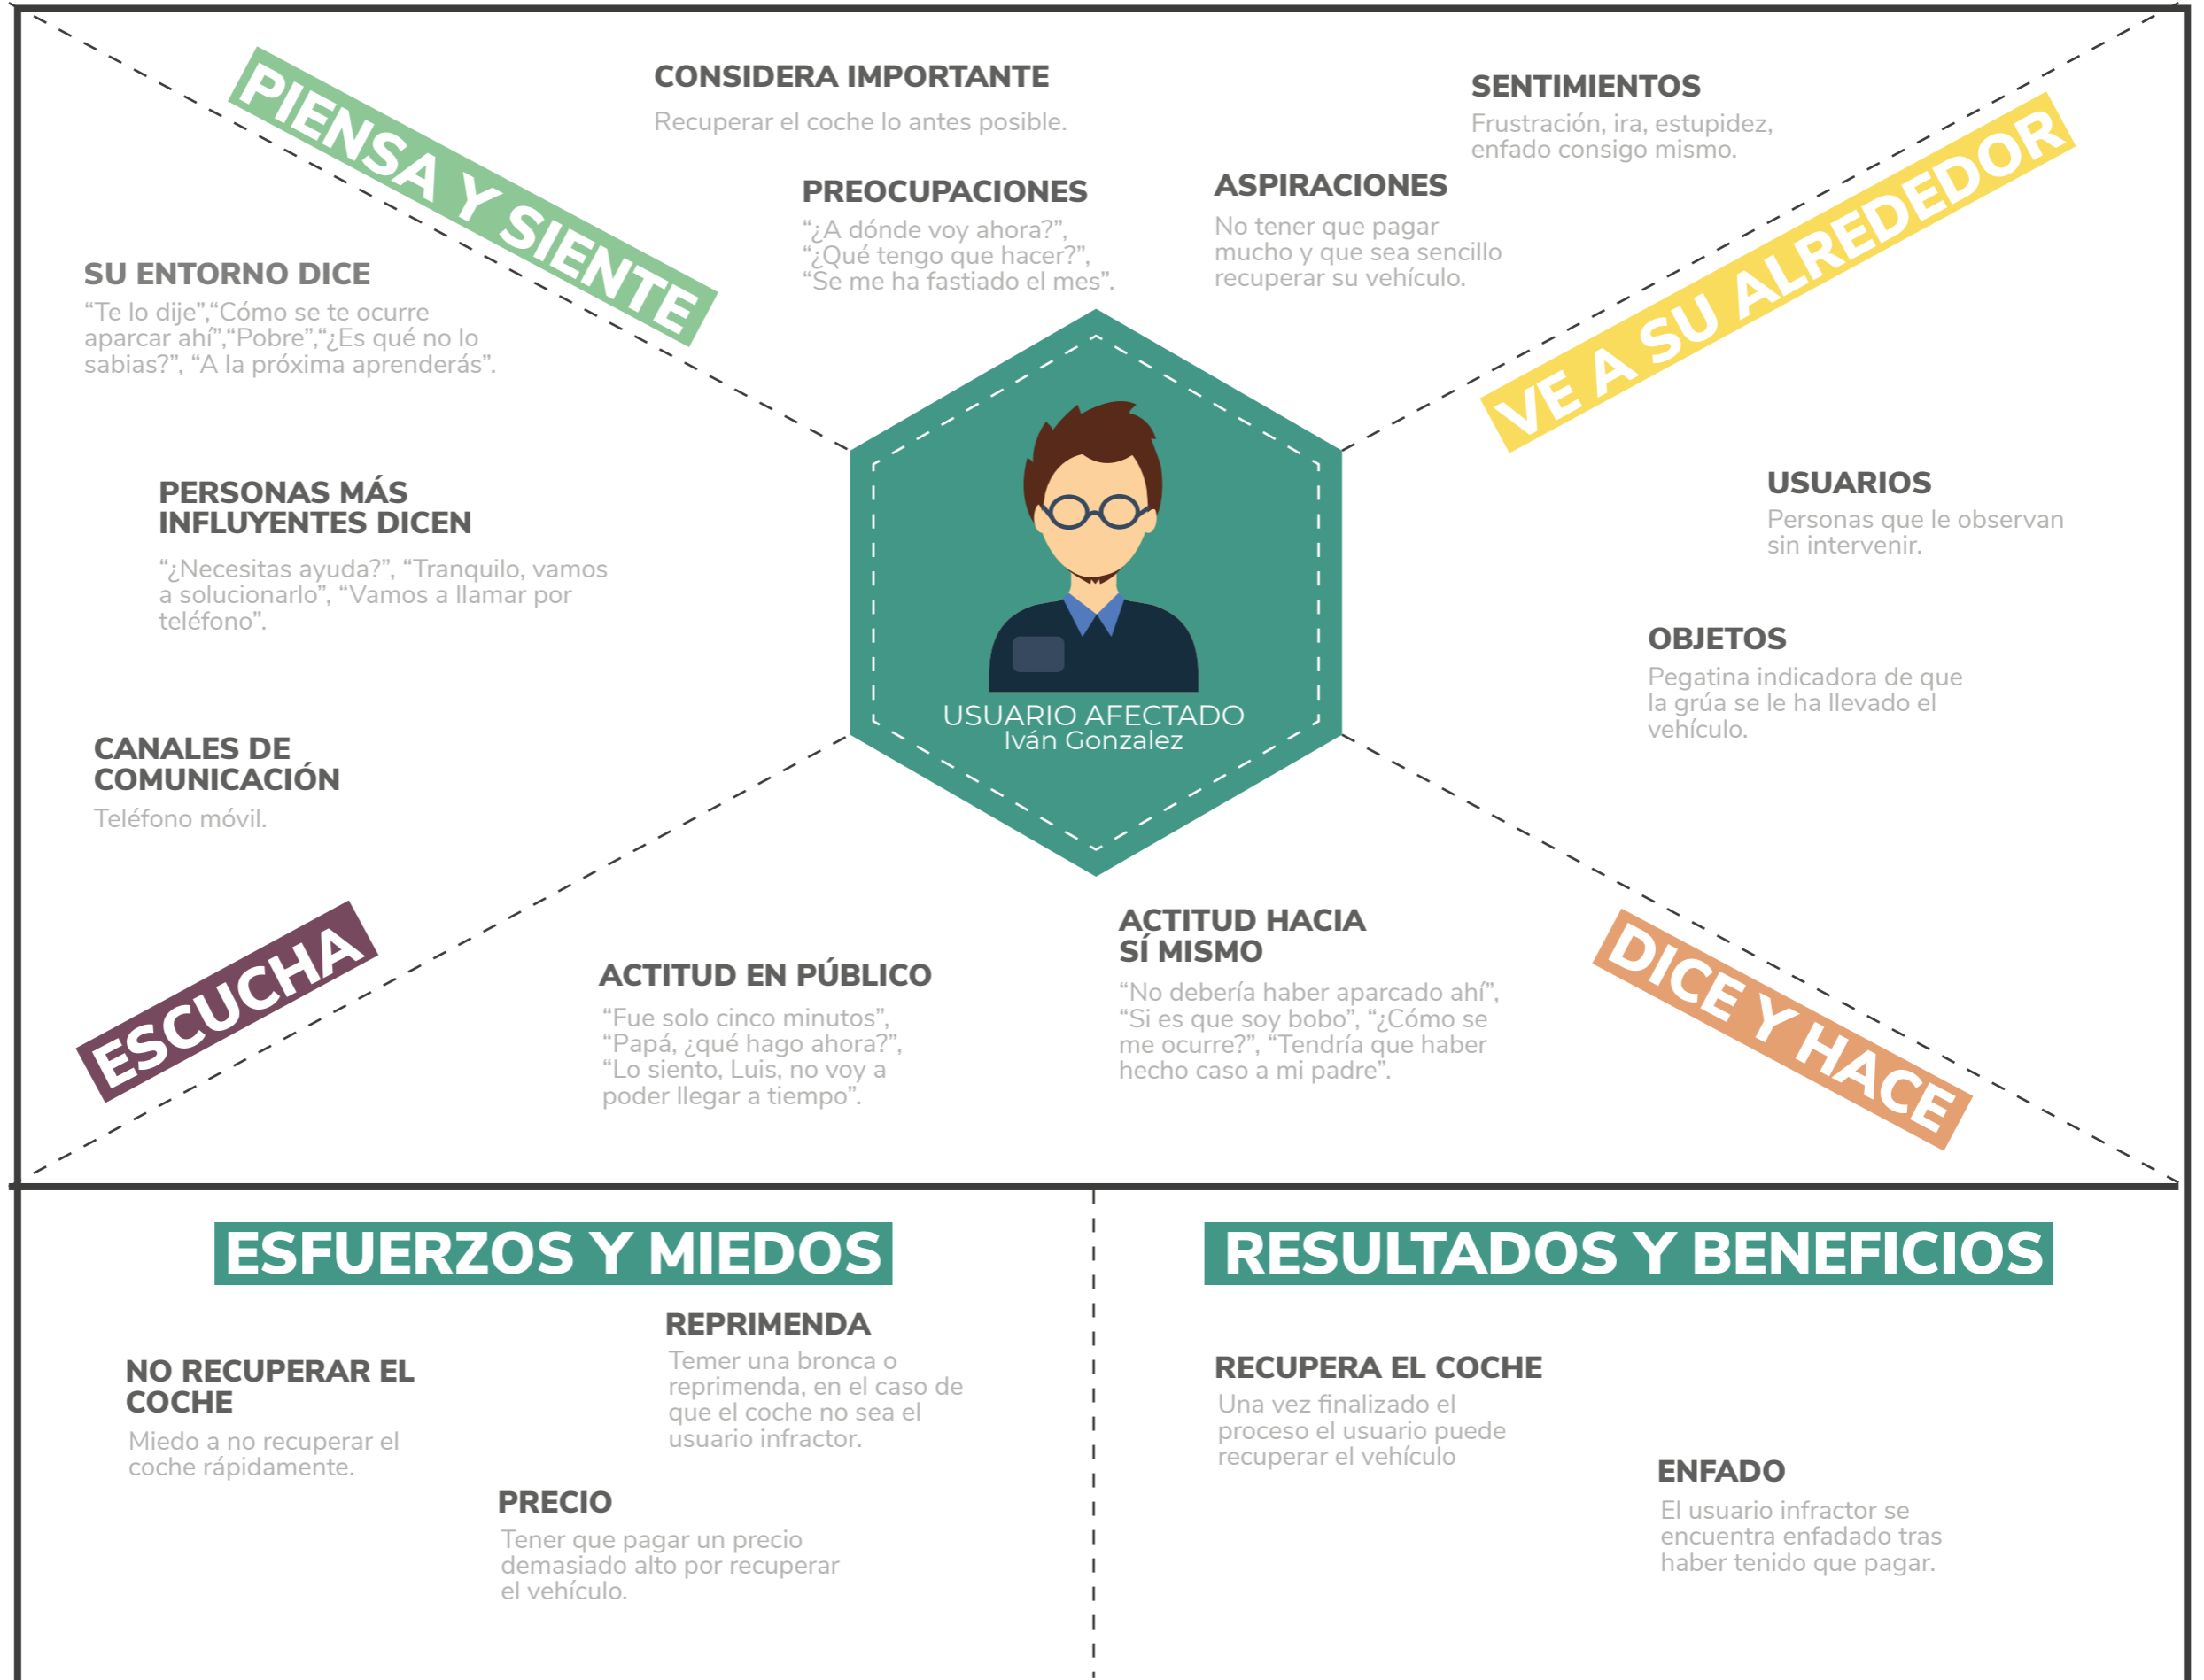 PIENSA Y SIENTE
CONSIDERA IMPORTANTE
Recuperar el coche lo antes posible.
PREOCUPACIONES
“¿A dónde voy ahora?”,
“¿Qué tengo que hacer?”,
“Se me ha fastiado el mes”.
ASPIRACIONES
No tener que pagar
mucho y que sea sencillo
recuperar su vehículo.
SENTIMIENTOS
Frustración, ira, estupidez,
enfado consigo mismo.
VE A SU ALREDEDOR
USUARIOS
Personas que le observan
sin intervenir.
OBJETOS
Pegatina indicadora de que
la grúa se le ha llevado el
vehículo.
SU ENTORNO DICE
“Te lo dije”,“Cómo se te ocurre
aparcar ahí”,“Pobre”,“¿Es qué no lo
sabias?”, “A la próxima aprenderás”.
PERSONAS MÁS
INFLUYENTES DICEN
“¿Necesitas ayuda?”, “Tranquilo, vamos
a solucionarlo”, “Vamos a llamar por
teléfono”.
CANALES DE
COMUNICACIÓN
Teléfono móvil.
ESCUCHA
USUARIO AFECTADO
Iván Gonzalez
ACTITUD EN PÚBLICO
“Fue solo cinco minutos”,
“Papá, ¿qué hago ahora?”,
“Lo siento, Luis, no voy a
poder llegar a tiempo”.
ACTITUD HACIA
SÍ MISMO
“No debería haber aparcado ahí”,
“Si es que soy bobo”, “¿Cómo se
me ocurre?”, “Tendría que haber
hecho caso a mi padre”.
DICE Y HACE
ESFUERZOS Y MIEDOS
NO RECUPERAR EL
COCHE
Miedo a no recuperar el
coche rápidamente.
REPRIMENDA
Temer una bronca o
reprimenda, en el caso de
que el coche no sea el
usuario infractor.
PRECIO
Tener que pagar un precio
demasiado alto por recuperar
el vehículo.
RESULTADOS Y BENEFICIOS
RECUPERA EL COCHE
Una vez finalizado el
proceso el usuario puede
recuperar el vehículo
ENFADO
El usuario infractor se
encuentra enfadado tras
haber tenido que pagar.